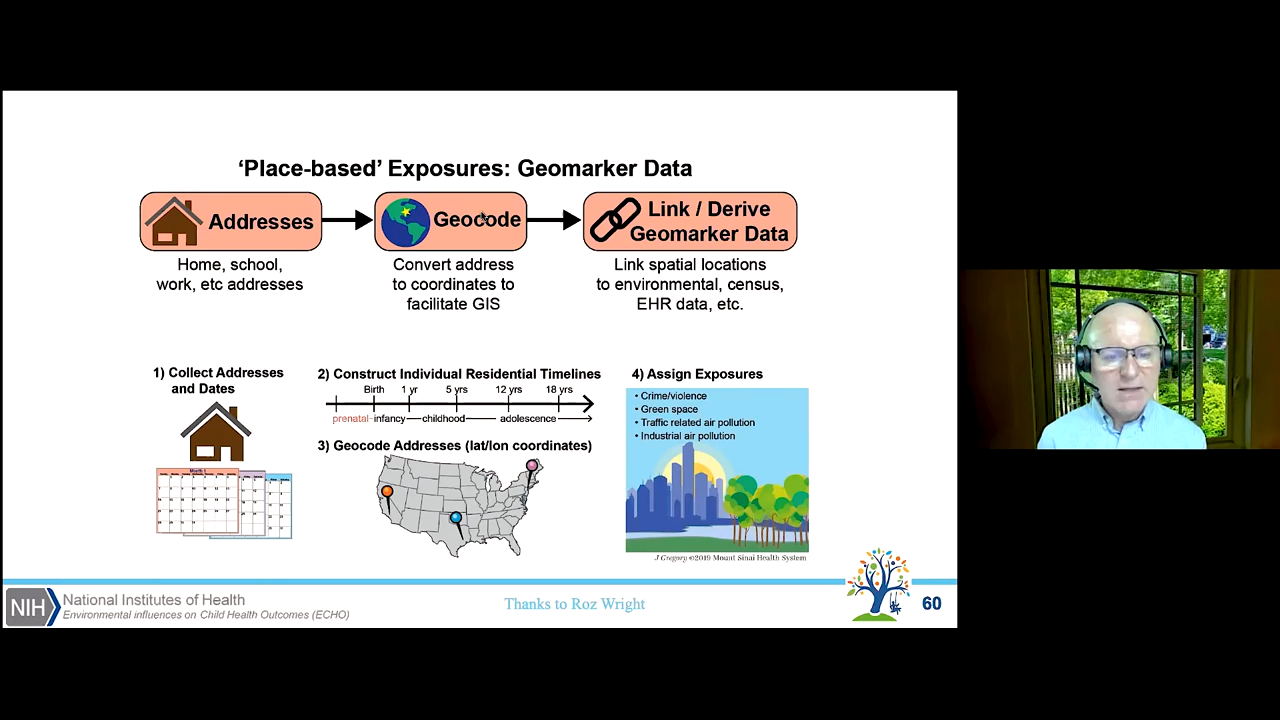 ‘Place-based’ Exposures: Geomarker Data
Addresses
Geocode
Link / Derive
Geomarker Data
Home, school,
work, etc addresses
Convert address
to coordinates to
facilitate GIS
Link spatial locations
to environmental, census,
EHR data, etc.
1) Collect Addresses
and Dates
Month 1
2) Construct Individual Residential Timelines
Birth 1 yr 5 yrs 12 yrs 18 yrs
prenatal infancy childhood adolescence
3) Geocode Addresses (lat/lon coordinates)
4) Assign Exposures
• Crime/violence
• Green space
• Traffic related air pollution
• Industrial air pollution
J Gregory ©2019 Mount Sinai Health System
NIH
National Institutes of Health
Environmental influences on Child Health Outcomes (ECHO)
Thanks to Roz Wright
60